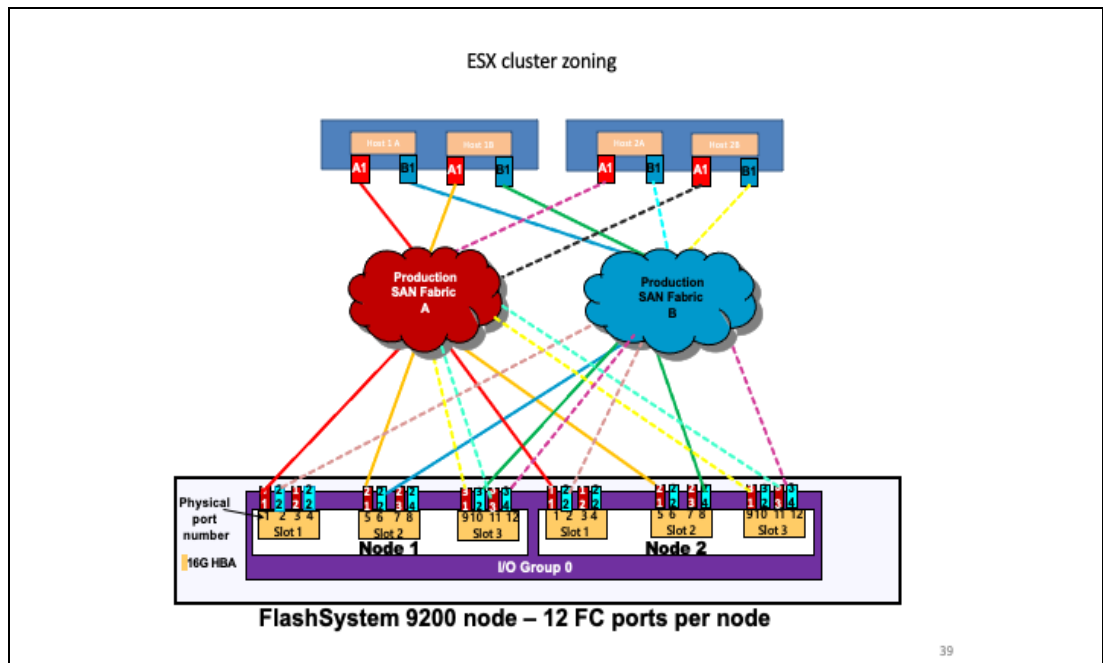 ESX cluster zoning
Host 1 A
Host 1B
Host 2A
Host 2B
A1
B1
A1
B1
A1
B1
A1
B1
Production
SAN Fabric
A
Production
SAN Fabric
B
Physical
port
number
16G HBA
1 2 3 4
Slot 1
5 6 7 8
Slot 2
9 10 11 12
Slot 3
1 2 3 4
Slot 1
5 6 7 8
Slot 2
9 10 11 12
Slot 3
Node 1
Node 2
I/O Group 0
FlashSystem 9200 node – 12 FC ports per node
39